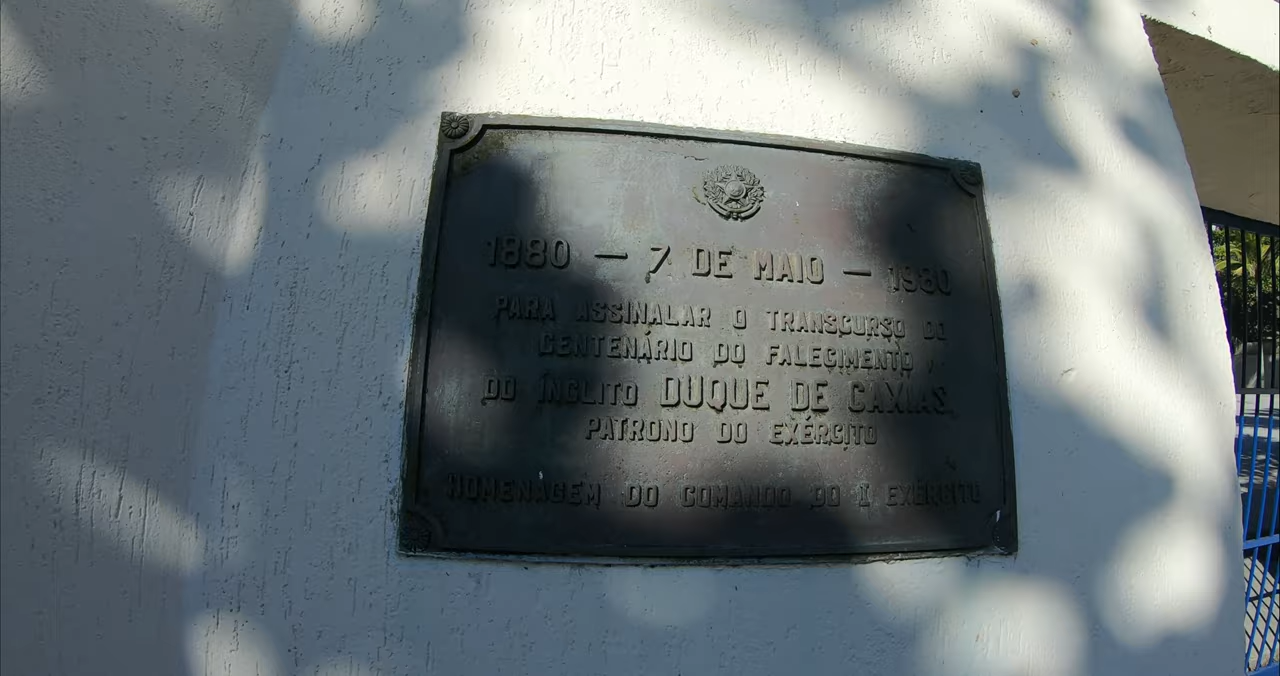 1880 — 7 DE MAIO — 1980
PARA ASSINALAR O TRANSCURSO DO
CENTENÁRIO DO FALECIMENTO
DO ÍNCLITO DUQUE DE CAXIAS,
PATRONO DO EXÉRCITO
HOMENAGEM DO COMANDO DO I EXÉRCITO